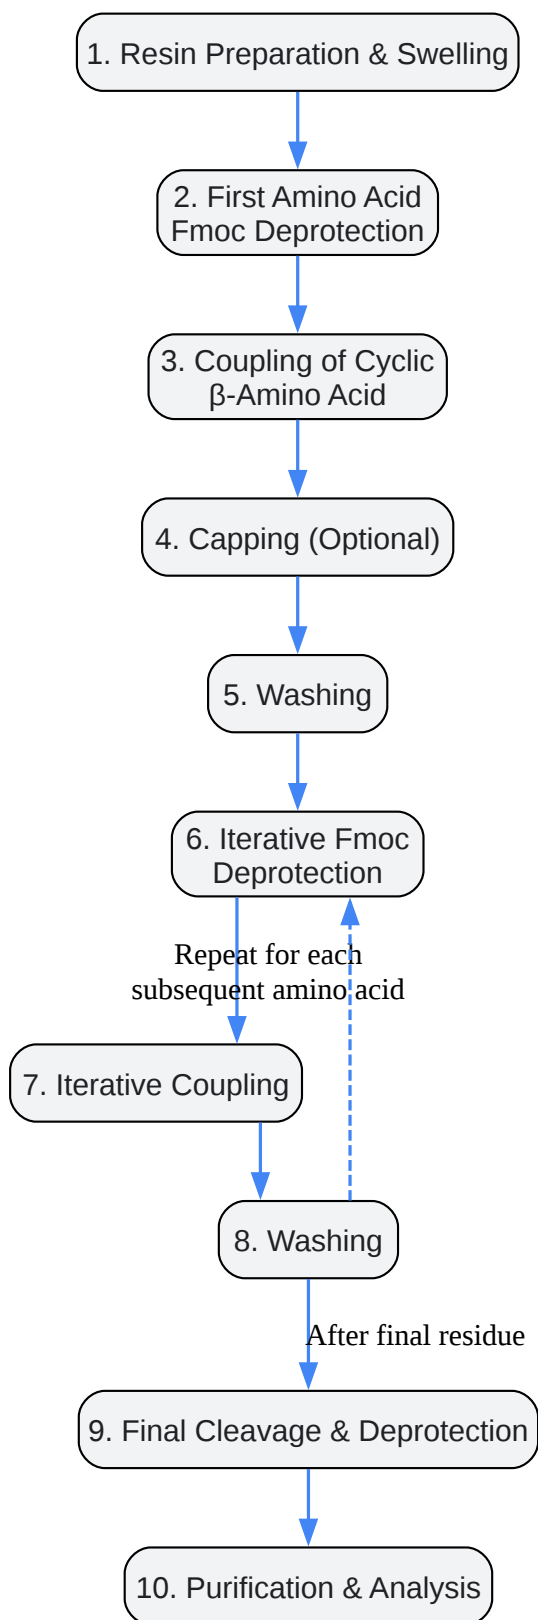 1. Resin Preparation & Swelling
2. First Amino Acid
Fmoc Deprotection
3. Coupling of Cyclic
β-Amino Acid
4. Capping (Optional)
5. Washing
6. Iterative Fmoc
Deprotection
Repeat for each
subsequent amino acid
7. Iterative Coupling
8. Washing
After final residue
9. Final Cleavage & Deprotection
10. Purification & Analysis